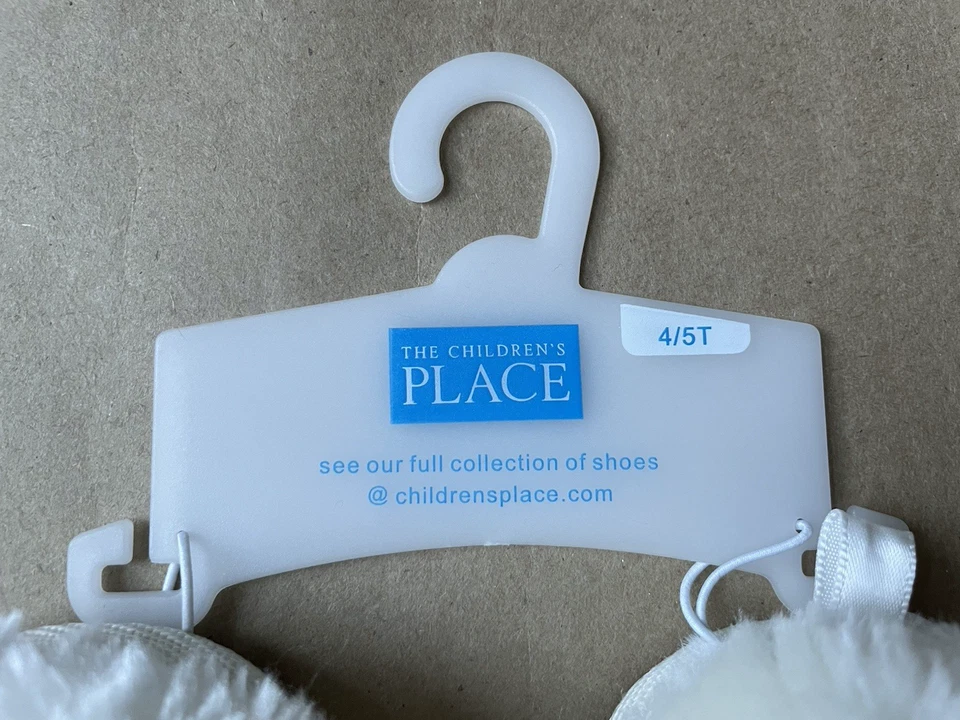 4/5T
THE CHILDREN'S
PLACE
see our full collection of shoes
@ childrensplace.com